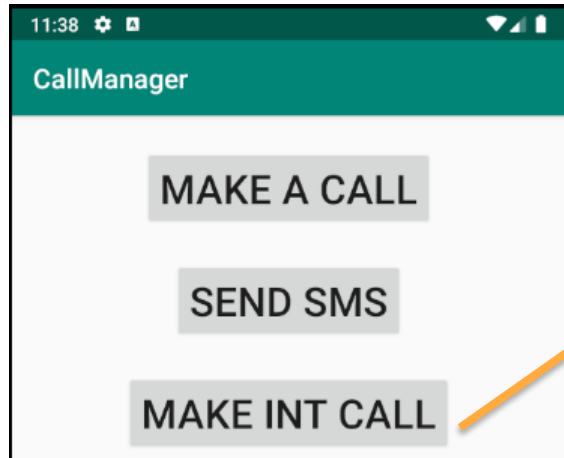 11:38
CallManager
MAKE A CALL
SEND SMS
MAKE INT CALL